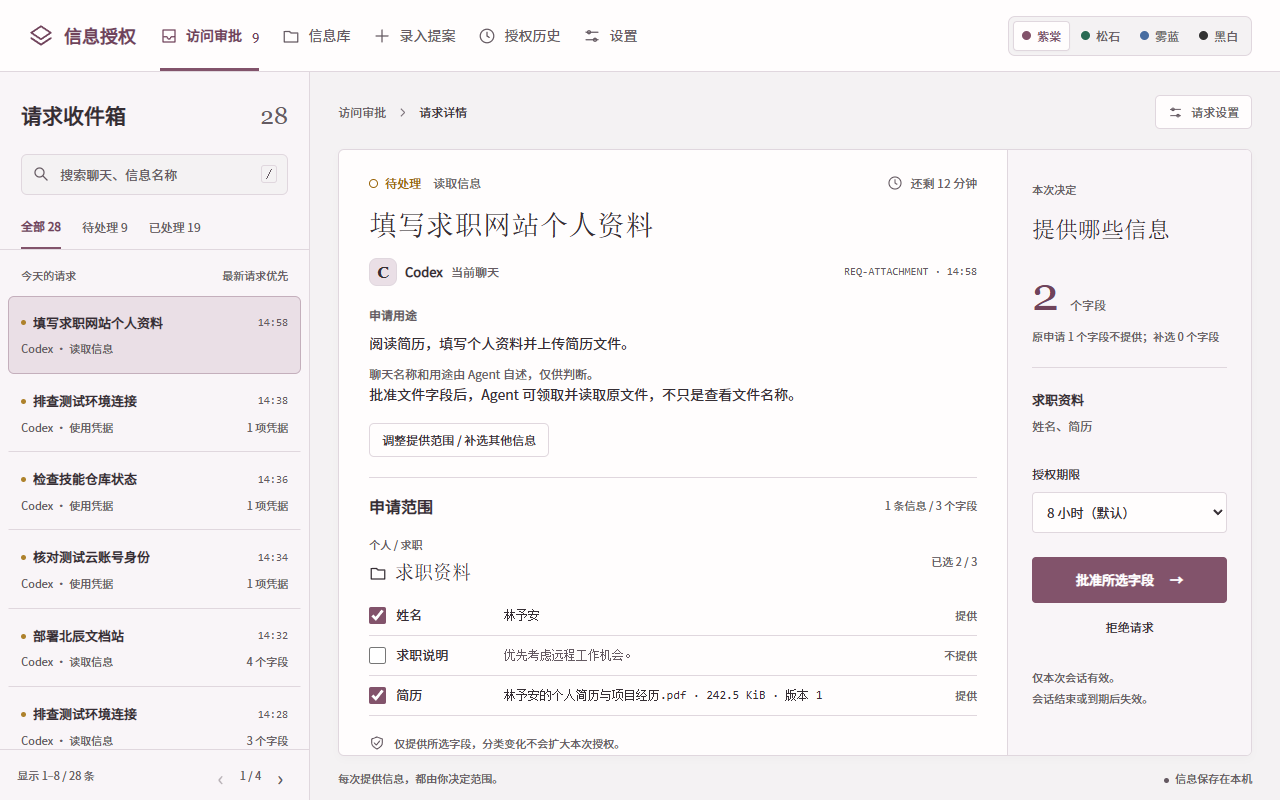 信息授权
访问审批 9
信息库
录入提案
授权历史
设置
紫棠
松石
雾蓝
黑白
请求收件箱 28
搜索聊天、信息名称 /
全部 28
待处理 9
已处理 19
今天的请求 最新请求优先
填写求职网站个人资料 14:58
Codex · 读取信息
排查测试环境连接 14:38
Codex · 使用凭据 1 项凭据
检查技能仓库状态 14:36
Codex · 使用凭据 1 项凭据
核对测试云账号身份 14:34
Codex · 使用凭据 1 项凭据
部署北辰文档站 14:32
Codex · 读取信息 4 个字段
排查测试环境连接 14:28
Codex · 读取信息 3 个字段
显示 1–8 / 28 条 ‹ 1 / 4 ›
访问审批 > 请求详情
请求设置
待处理 读取信息 还剩 12 分钟
填写求职网站个人资料
C Codex 当前聊天 REQ-ATTACHMENT · 14:58
申请用途
阅读简历，填写个人资料并上传简历文件。
聊天名称和用途由 Agent 自述，仅供判断。
批准文件字段后，Agent 可领取并读取原文件，不只是查看文件名称。
调整提供范围 / 补选其他信息
申请范围 1 条信息 / 3 个字段
个人 / 求职
求职资料 已选 2 / 3
姓名 林予安 提供
求职说明 优先考虑远程工作机会。 不提供
简历 林予安的个人简历与项目经历.pdf · 242.5 KiB · 版本 1 提供
仅提供所选字段，分类变化不会扩大本次授权。
本次决定
提供哪些信息
2 个字段
原申请 1 个字段不提供；补选 0 个字段
求职资料
姓名、简历
授权期限
8 小时（默认）
批准所选字段 →
拒绝请求
仅本次会话有效。
会话结束或到期后失效。
每次提供信息，都由你决定范围。
信息保存在本机